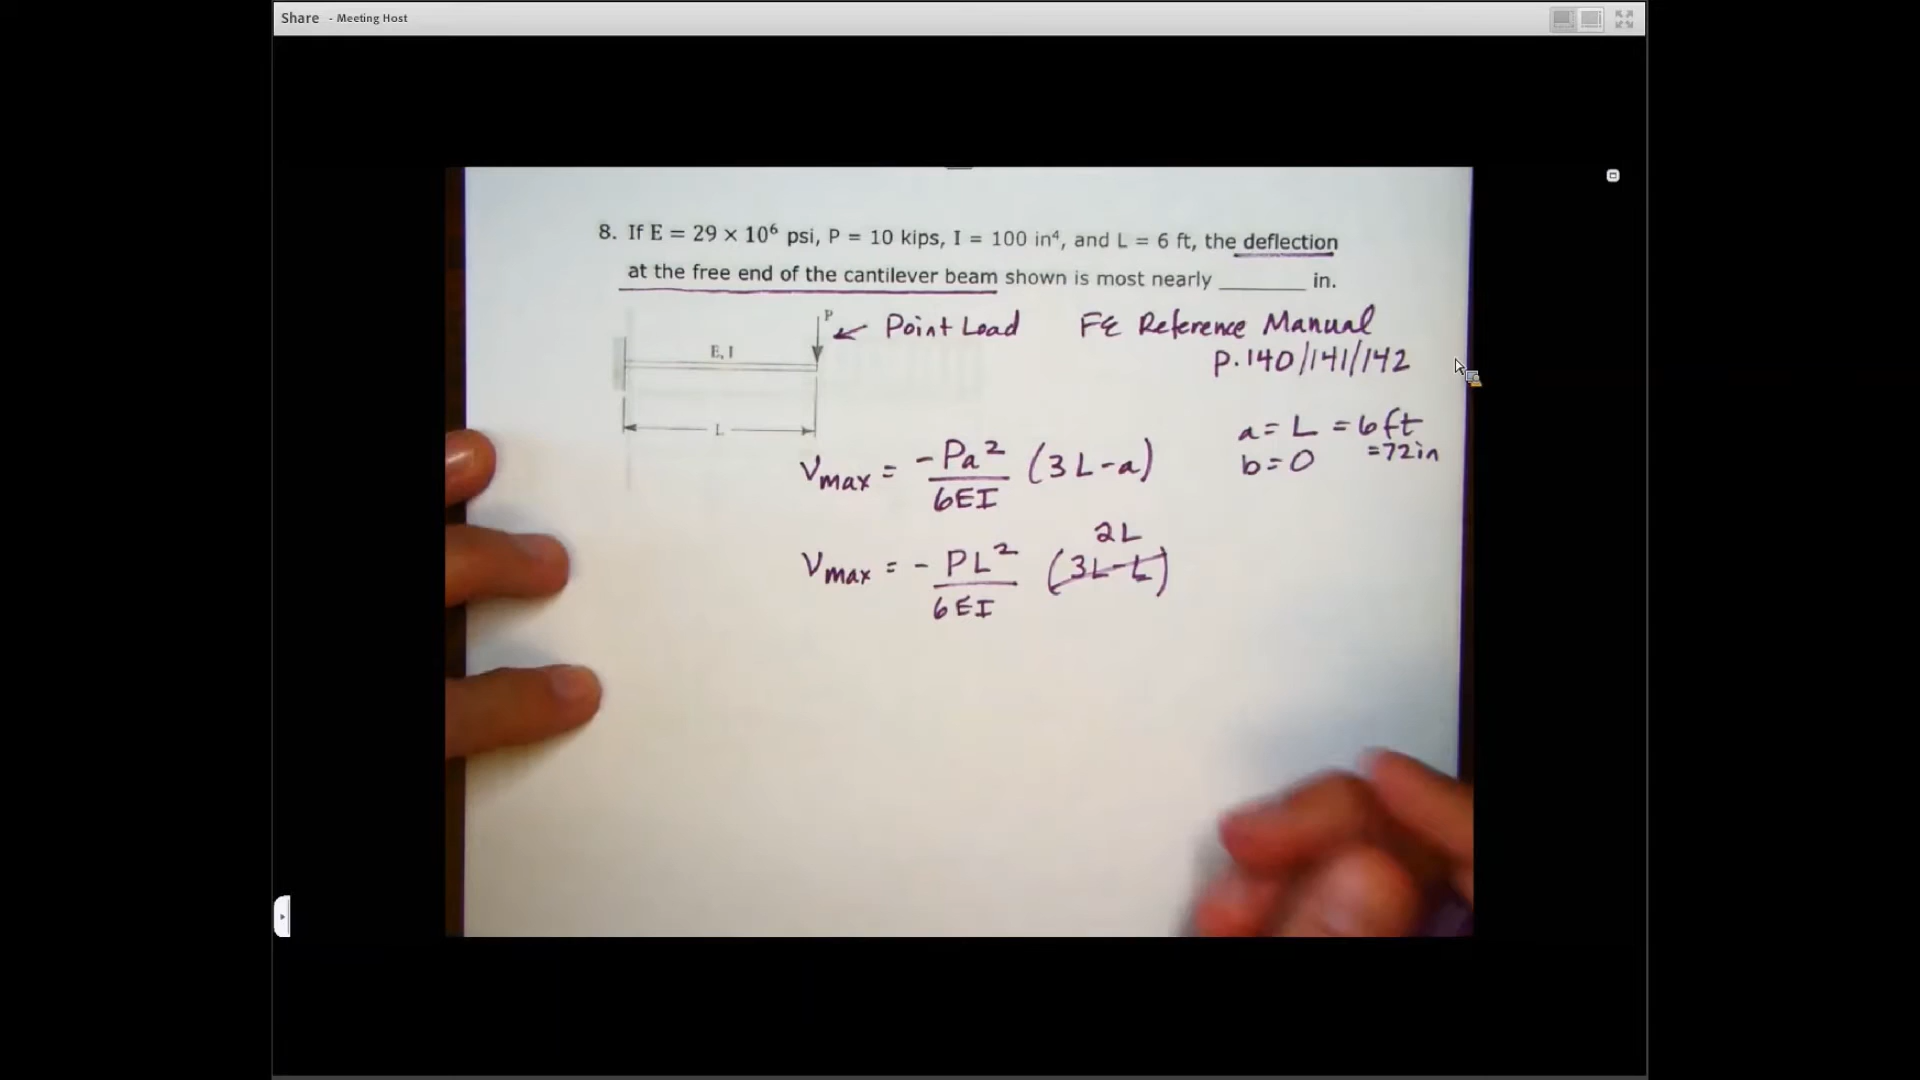 Share - Meeting Host
8. If E = 29 × 10⁶ psi, P = 10 kips, I = 100 in⁴, and L = 6 ft, the deflection
at the free end of the cantilever beam shown is most nearly ________ in.
P
Point Load
FE Reference Manual
p. 140/141/142
E, I
L
a = L = 6ft
= 72in
b = 0
Vmax = -Pa²/6EI (3L-a)
2L
Vmax = - PL²/6EI (3L-L)